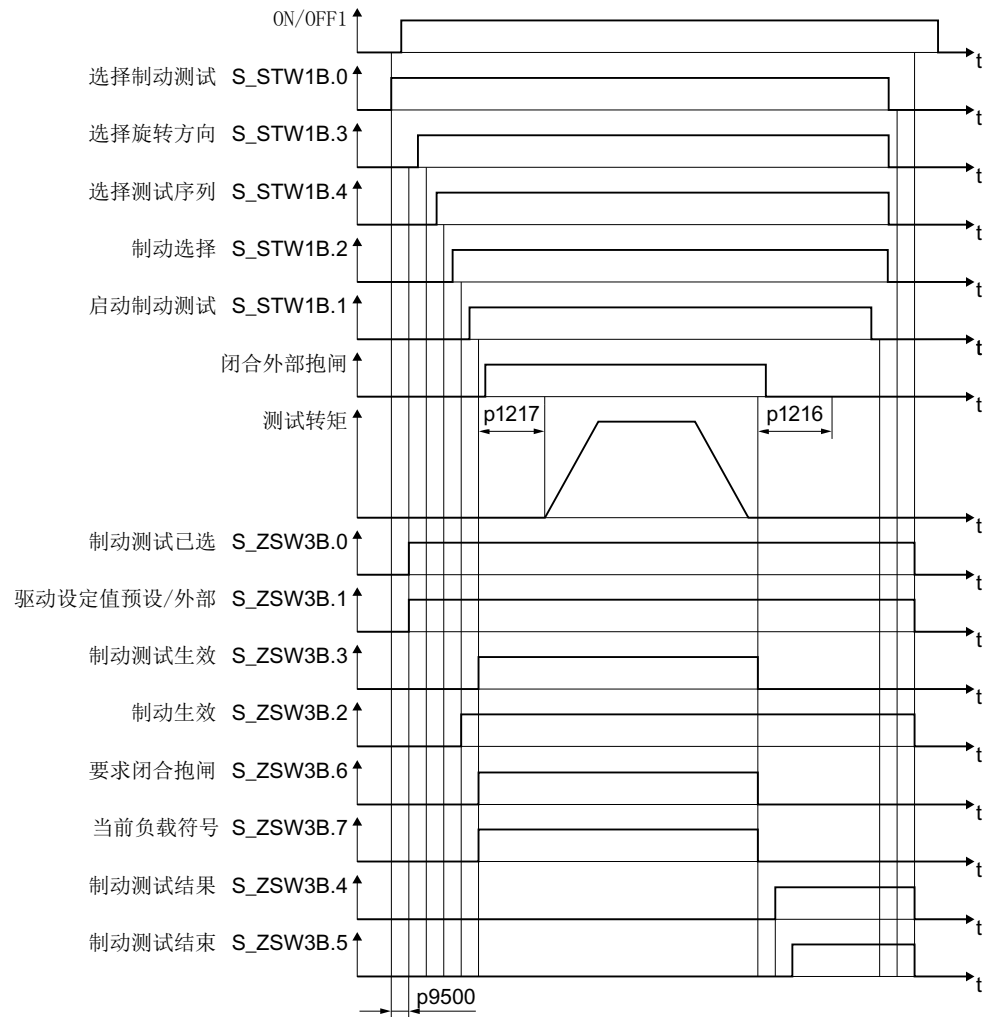 ON/OFF1
t
选择制动测试 S_STW1B.0
t
选择旋转方向 S_STW1B.3
t
选择测试序列 S_STW1B.4
t
制动选择 S_STW1B.2
t
启动制动测试 S_STW1B.1
t
闭合外部抱闸
t
测试转矩 p1217 p1216
t
制动测试已选 S_ZSW3B.0
t
驱动设定值预设/外部 S_ZSW3B.1
t
制动测试生效 S_ZSW3B.3
t
制动生效 S_ZSW3B.2
t
要求闭合抱闸 S_ZSW3B.6
t
当前负载符号 S_ZSW3B.7
t
制动测试结果 S_ZSW3B.4
t
制动测试结束 S_ZSW3B.5
t
p9500